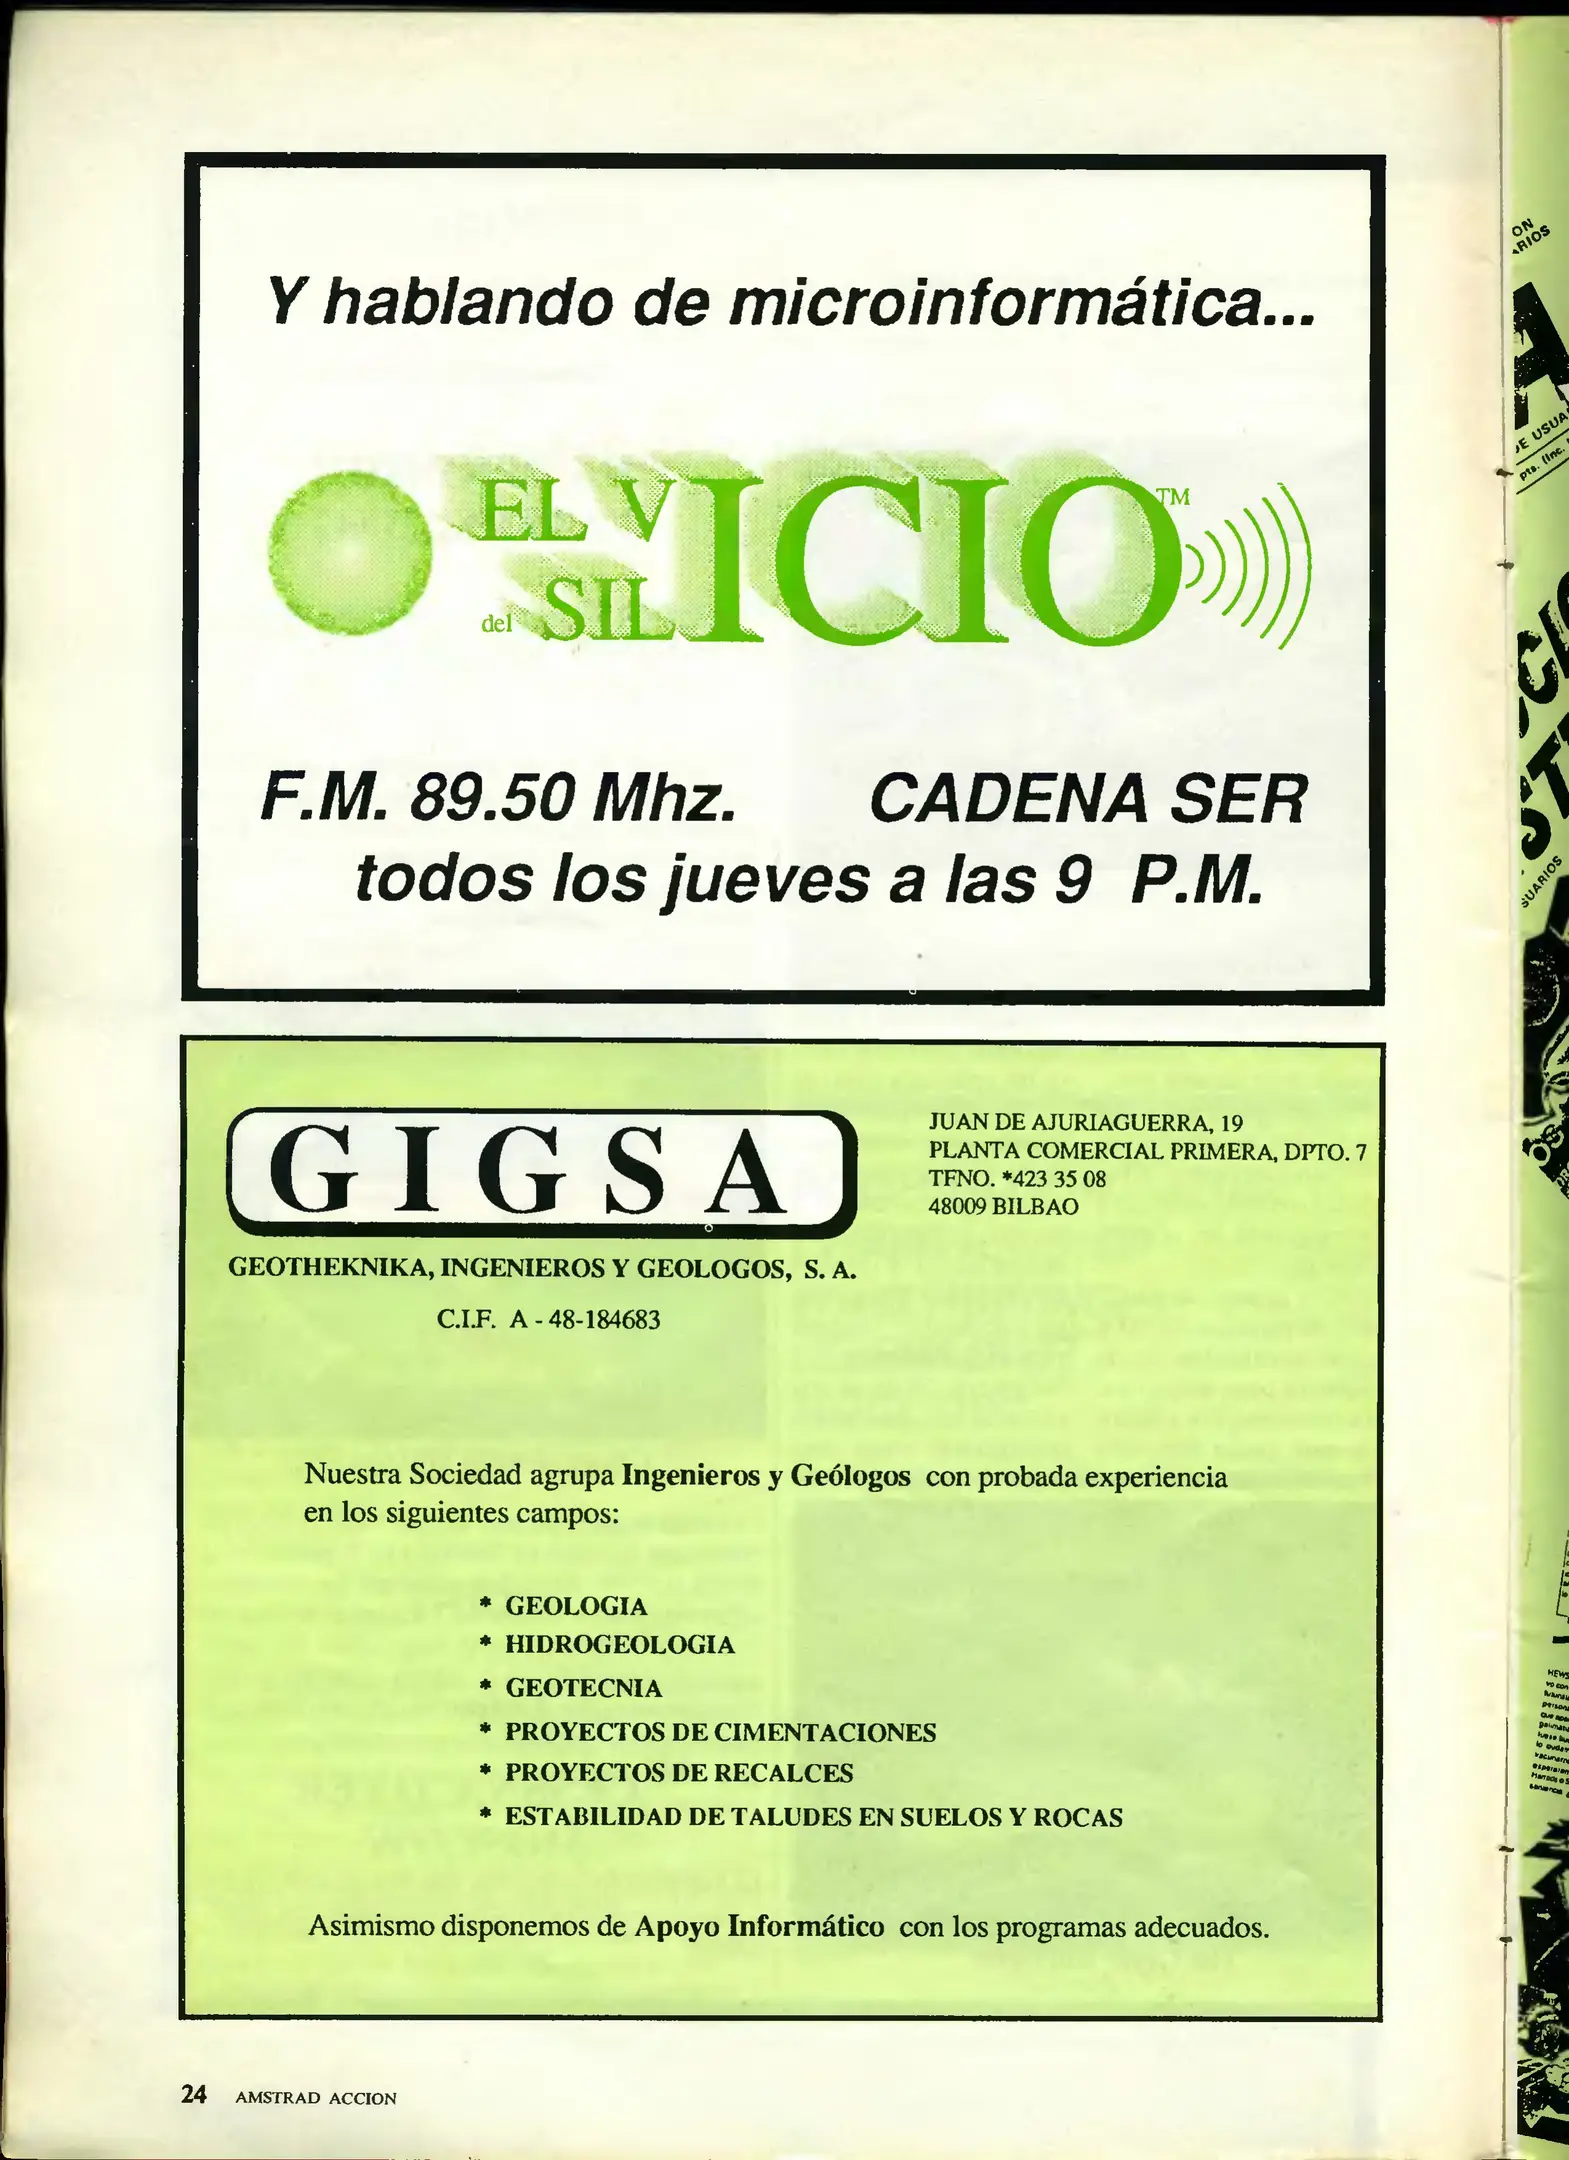 Y hablando de microinformática...
EL VICIO™
del SILICIO
F.M. 89.50 Mhz. CADENA SER
todos los jueves a las 9 P.M.
GIGSA
JUAN DE AJURIAGUERRA, 19
PLANTA COMERCIAL PRIMERA, DPTO. 7
TFNO. *423 35 08
48009 BILBAO
GEOTHEKNIKA, INGENIEROS Y GEOLOGOS, S. A.
C.I.F. A - 48-184683
Nuestra Sociedad agrupa Ingenieros y Geólogos con probada experiencia
en los siguientes campos:
* GEOLOGIA
* HIDROGEOLOGIA
* GEOTECNIA
* PROYECTOS DE CIMENTACIONES
* PROYECTOS DE RECALCES
* ESTABILIDAD DE TALUDES EN SUELOS Y ROCAS
Asimismo disponemos de Apoyo Informático con los programas adecuados.
24 AMSTRAD ACCION